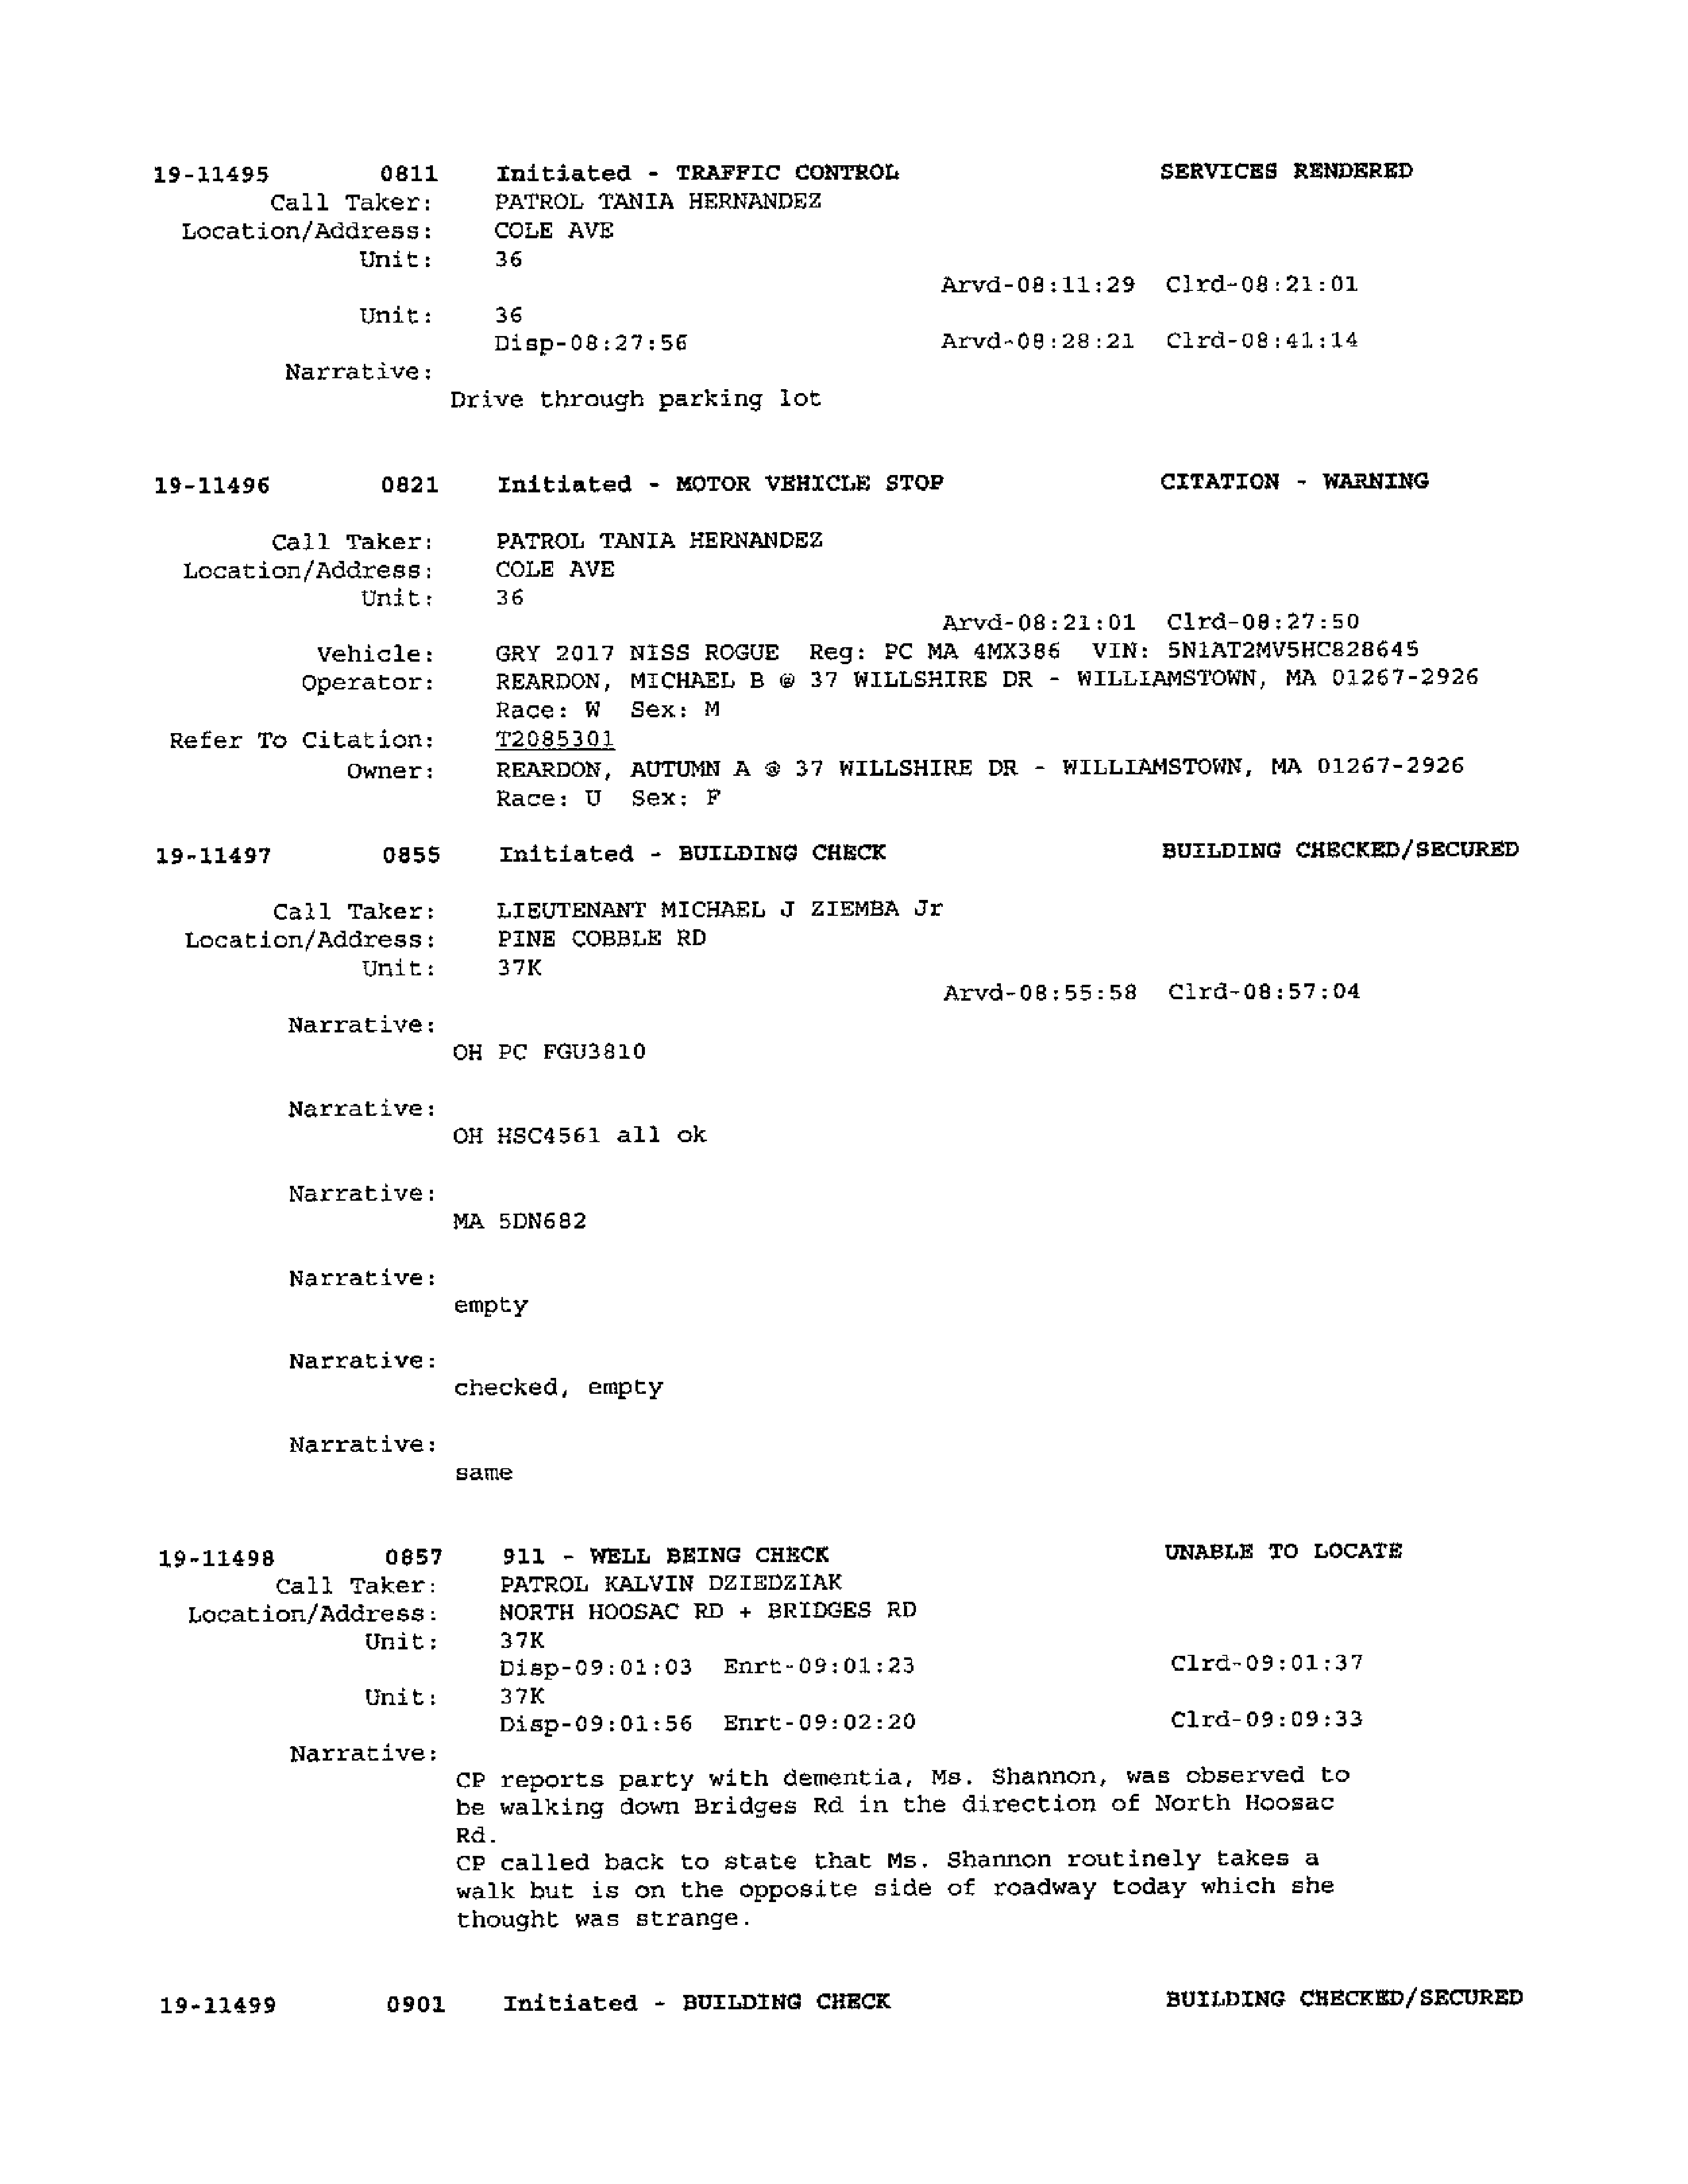 19-11495 0811 Initiated - TRAFFIC CONTROL SERVICES RENDERED
Call Taker: PATROL TANIA HERNANDEZ
Location/Address: COLE AVE
Unit: 36
Arvd-08:11:29 Clrd-08:21:01
Unit: 36
Disp-08:27:56 Arvd-08:28:21 Clrd-08:41:14
Narrative:
Drive through parking lot
19-11496 0821 Initiated - MOTOR VEHICLE STOP CITATION - WARNING
Call Taker: PATROL TANIA HERNANDEZ
Location/Address: COLE AVE
Unit: 36
Arvd-08:21:01 Clrd-08:27:50
Vehicle: GRY 2017 NISS ROGUE Reg: PC MA 4MX386 VIN: 5N1AT2MV5HC828645
Operator: REARDON, MICHAEL B @ 37 WILLSHIRE DR - WILLIAMSTOWN, MA 01267-2926
Race: W Sex: M
Refer To Citation: T2085301
Owner: REARDON, AUTUMN A @ 37 WILLSHIRE DR - WILLIAMSTOWN, MA 01267-2926
Race: U Sex: F
19-11497 0855 Initiated - BUILDING CHECK BUILDING CHECKED/SECURED
Call Taker: LIEUTENANT MICHAEL J ZIEMBA Jr
Location/Address: PINE COBBLE RD
Unit: 37K
Arvd-08:55:58 Clrd-08:57:04
Narrative:
OH PC FGU3810
Narrative:
OH HSC4561 all ok
Narrative:
MA 5DN682
Narrative:
empty
Narrative:
checked, empty
Narrative:
same
19-11498 0857 911 - WELL BEING CHECK UNABLE TO LOCATE
Call Taker: PATROL KALVIN DZIEDZIAK
Location/Address: NORTH HOOSAC RD + BRIDGES RD
Unit: 37K
Disp-09:01:03 Enrt-09:01:23 Clrd-09:01:37
Unit: 37K
Disp-09:01:56 Enrt-09:02:20 Clrd-09:09:33
Narrative:
CP reports party with dementia, Ms. Shannon, was observed to
be walking down Bridges Rd in the direction of North Hoosac
Rd.
CP called back to state that Ms. Shannon routinely takes a
walk but is on the opposite side of roadway today which she
thought was strange.
19-11499 0901 Initiated - BUILDING CHECK BUILDING CHECKED/SECURED